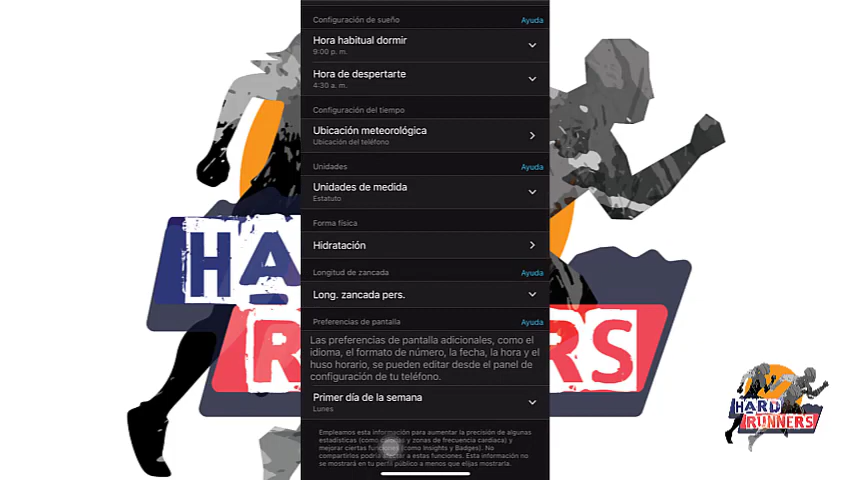 Configuración de sueño Ayuda
Hora habitual dormir
9:00 p. m.
Hora de despertarte
4:30 a. m.
Configuración del tiempo
Ubicación meteorológica
Ubicación del teléfono
Unidades Ayuda
Unidades de medida
Estatuto
Forma física
Hidratación
Longitud de zancada Ayuda
Long. zancada pers.
Preferencias de pantalla Ayuda
Las preferencias de pantalla adicionales, como el
idioma, el formato de número, la fecha, la hora y el
huso horario, se pueden editar desde el panel de
configuración de tu teléfono.
Primer día de la semana
Lunes
Empleamos esta información para aumentar la precisión de algunas
estadísticas (como calorías y zonas de frecuencia cardiaca) y
mejorar ciertas funciones (como Insights y Badges). No
compartirlos podría afectar a estas funciones. Esta información no
se mostrará en tu perfil público a menos que elijas mostrarla.
HA
R RS
HARD
RUNNERS